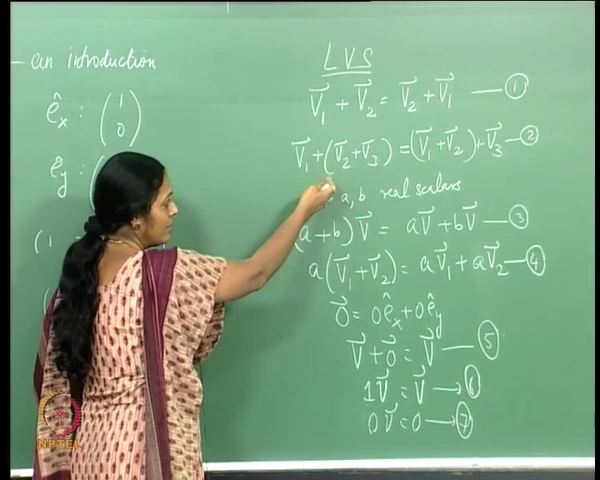 – an introduction
ê_x : (1 0)
ê_y : (
(1
LVS
V⃗₁ + V⃗₂ = V⃗₂ + V⃗₁ — ①
V⃗₁ + (V⃗₂ + V⃗₃) = (V⃗₁ + V⃗₂) + V⃗₃ — ②
a, b real scalars
(a + b) V⃗ = aV⃗ + bV⃗ — ③
a(V⃗₁ + V⃗₂) = aV⃗₁ + aV⃗₂ — ④
0⃗ = 0ê_x + 0ê_y
V⃗ + 0⃗ = V⃗ — ⑤
1V⃗ = V⃗ → ⑥
0V⃗ = 0 → ⑦
NPTEL